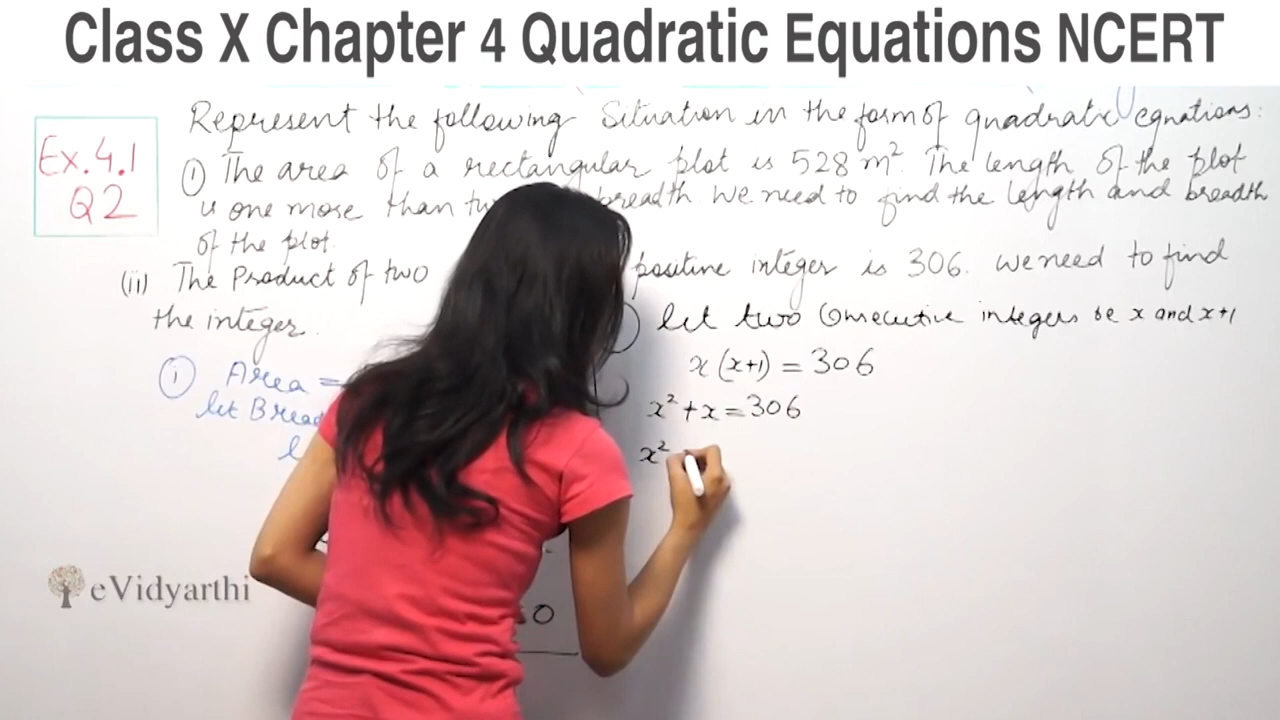 Class X Chapter 4 Quadratic Equations NCERT
Ex.4.1
Q2
Represent the following Situation in the form of quadratic equations:
(i) The area of a rectangular plot is 528 m². The length of the plot
is one more than breadth we need to find the length and breadth
of the plot.
(ii) The Product of two positive integer is 306. we need to find
the integer.
let two Consecutive integers be x and x+1
x(x+1) = 306
x² + x = 306
x²
(i) Area =
let
l
0
eVidyarthi